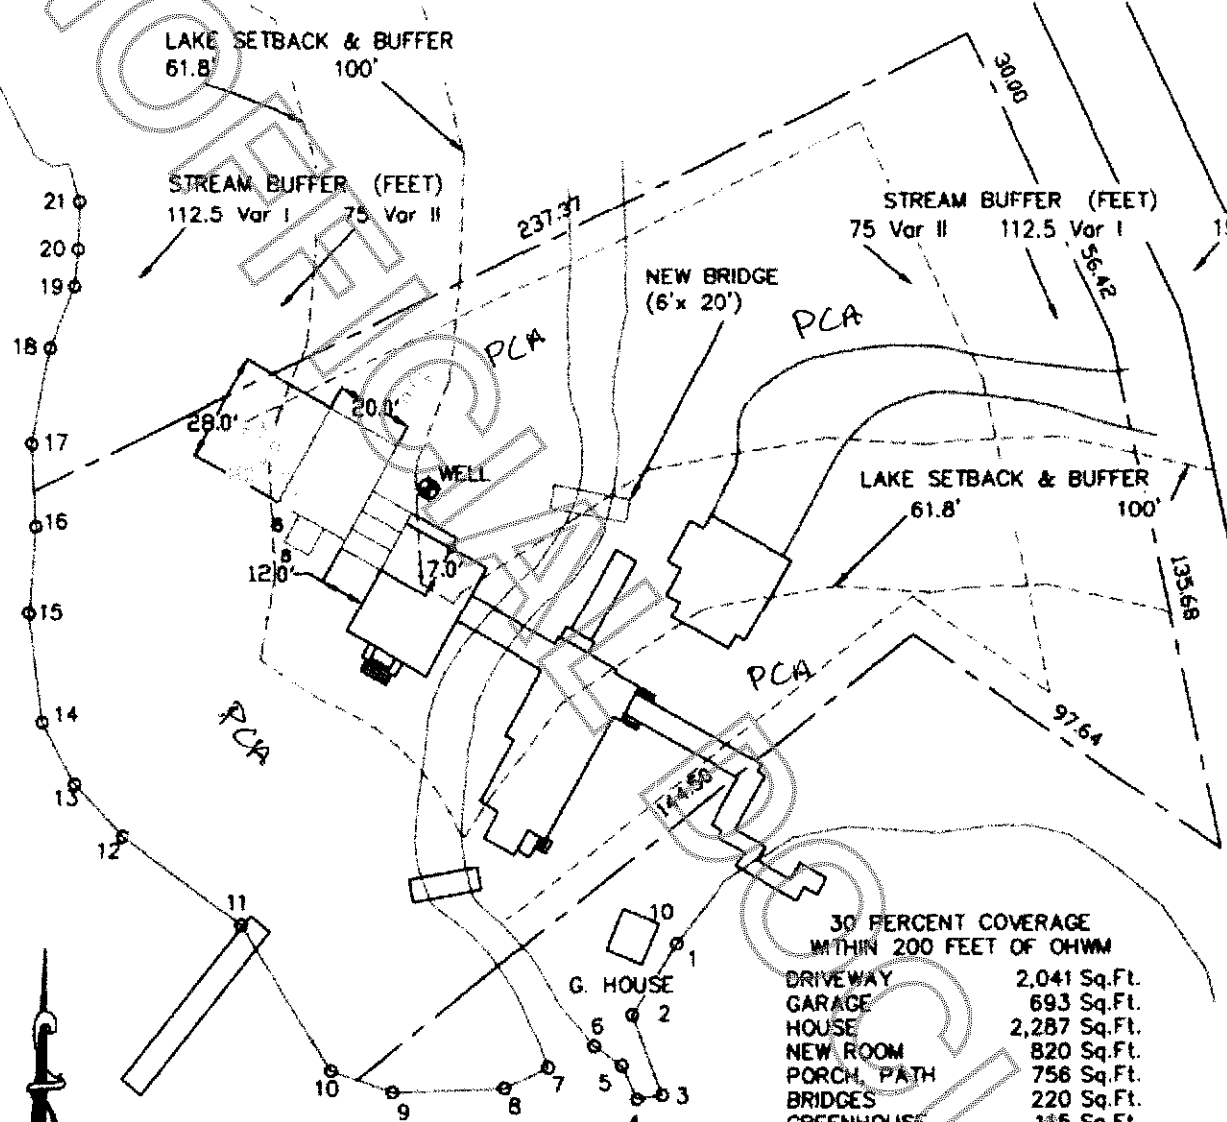 LAKE SETBACK & BUFFER
61.8' 100'
STREAM BUFFER (FEET)
112.5 Var I 75 Var II
237.37
30.00
STREAM BUFFER (FEET)
75 Var II 112.5 Var I
56.42
NEW BRIDGE
(6'x 20')
PCA
PCA
21
20
19
18
17
16
15
14
13
12
11
28.0'
20.0'
WELL
LAKE SETBACK & BUFFER
61.8' 100'
8
8
12.0'
7.0'
135.68
PCA
PCA
97.64
144.50
10
G. HOUSE
1
2
3
4
5
6
7
8
9
10
30 PERCENT COVERAGE
WITHIN 200 FEET OF OHWM
DRIVEWAY 2,041 Sq.Ft.
GARAGE 693 Sq.Ft.
HOUSE 2,287 Sq.Ft.
NEW ROOM 820 Sq.Ft.
PORCH, PATH 756 Sq.Ft.
BRIDGES 220 Sq.Ft.
GREENHOUSE Sq.Ft.
UNOFFICIAL DOCU